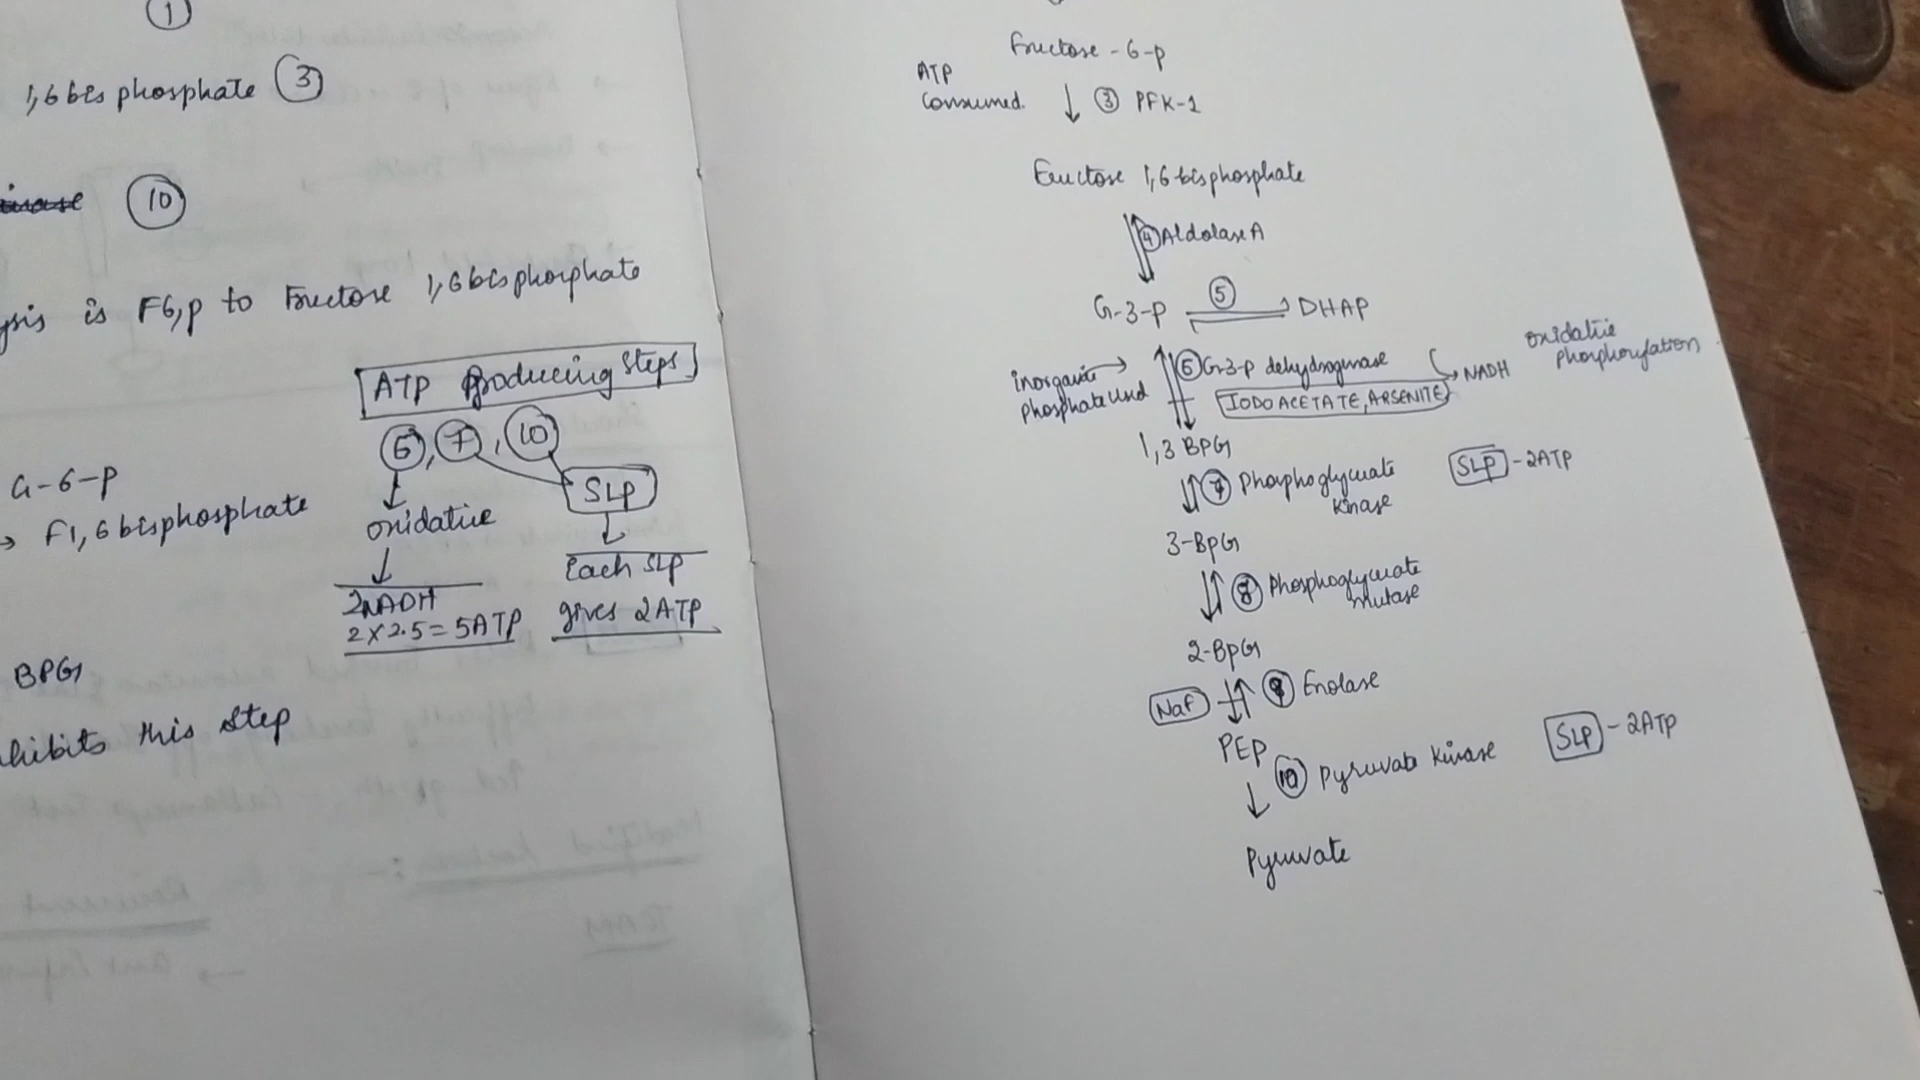 1
1,6 bis phosphate 3
10
is F6,p to Fructose 1,6 bisphosphate
ATP Producing Steps
6, 7, 10
SLP
oxidative
2NADH
2 x 2.5 = 5ATP
Each SLP
gives 2ATP
G-6-P
→ F1,6 bisphosphate
BPG
this step
Fructose - 6 - P
ATP
Consumed.
↓ 3 PFK-1
Fructose 1,6 bisphosphate
4 Aldolase A
G-3-P 5 DHAP
inorganic →
phosphate used
6 G-3-p dehydrogenase
IODOACETATE, ARSENITE
NADH
oxidative
phosphorylation
1,3 BPG
7 Phosphoglycerate
Kinase
SLP - 2ATP
3-BPG
8 Phosphoglycerate
mutase
2-BPG
NaF
9 Enolase
PEP
10 Pyruvate Kinase
SLP - 2ATP
Pyruvate